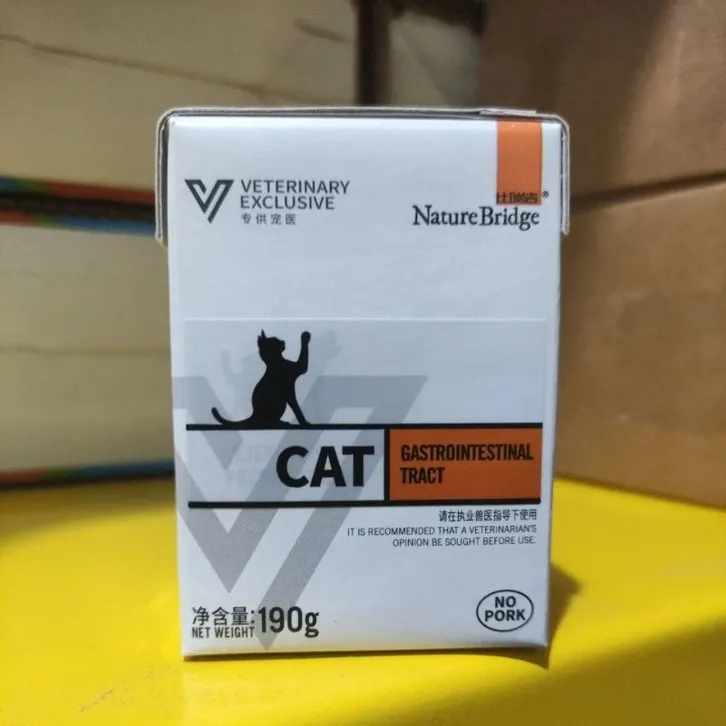 VETERINARY
EXCLUSIVE
专供宠医
比瑞吉®
NatureBridge
CAT
GASTROINTESTINAL
TRACT
请在执业兽医指导下使用
IT IS RECOMMENDED THAT A VETERINARIAN'S
OPINION BE SOUGHT BEFORE USE.
净含量:
NET WEIGHT 190g
NO
PORK